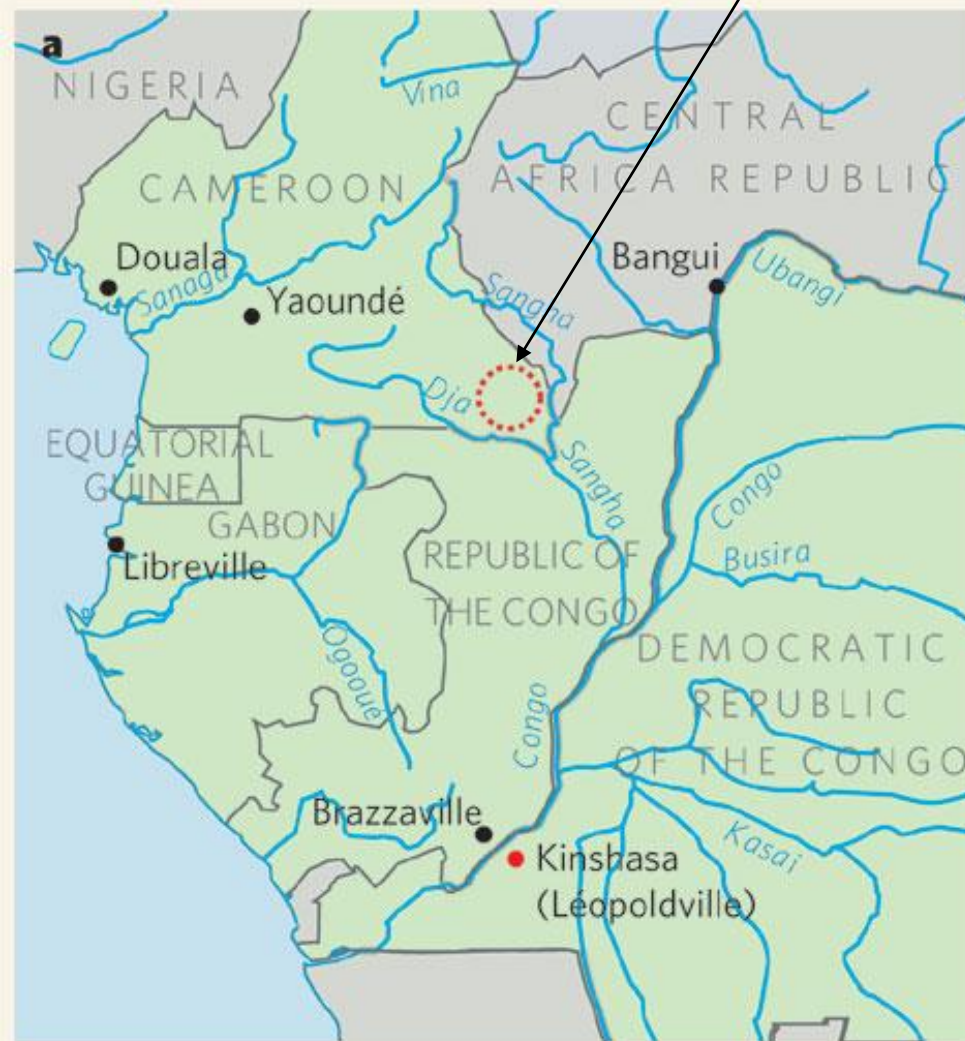 a
NIGERIA
Vina
CENTRAL
AFRICA REPUBLIC
CAMEROON
Douala
Sanaga
Yaoundé
Bangui
Ubangi
Sangha
Dja
EQUATORIAL
GUINEA
GABON
Sangha
Congo
Busira
Libreville
REPUBLIC OF
THE CONGO
Ogooué
DEMOCRATIC
REPUBLIC
OF THE CONGO
Congo
Brazzaville
Kinshasa
(Léopoldville)
Kasai